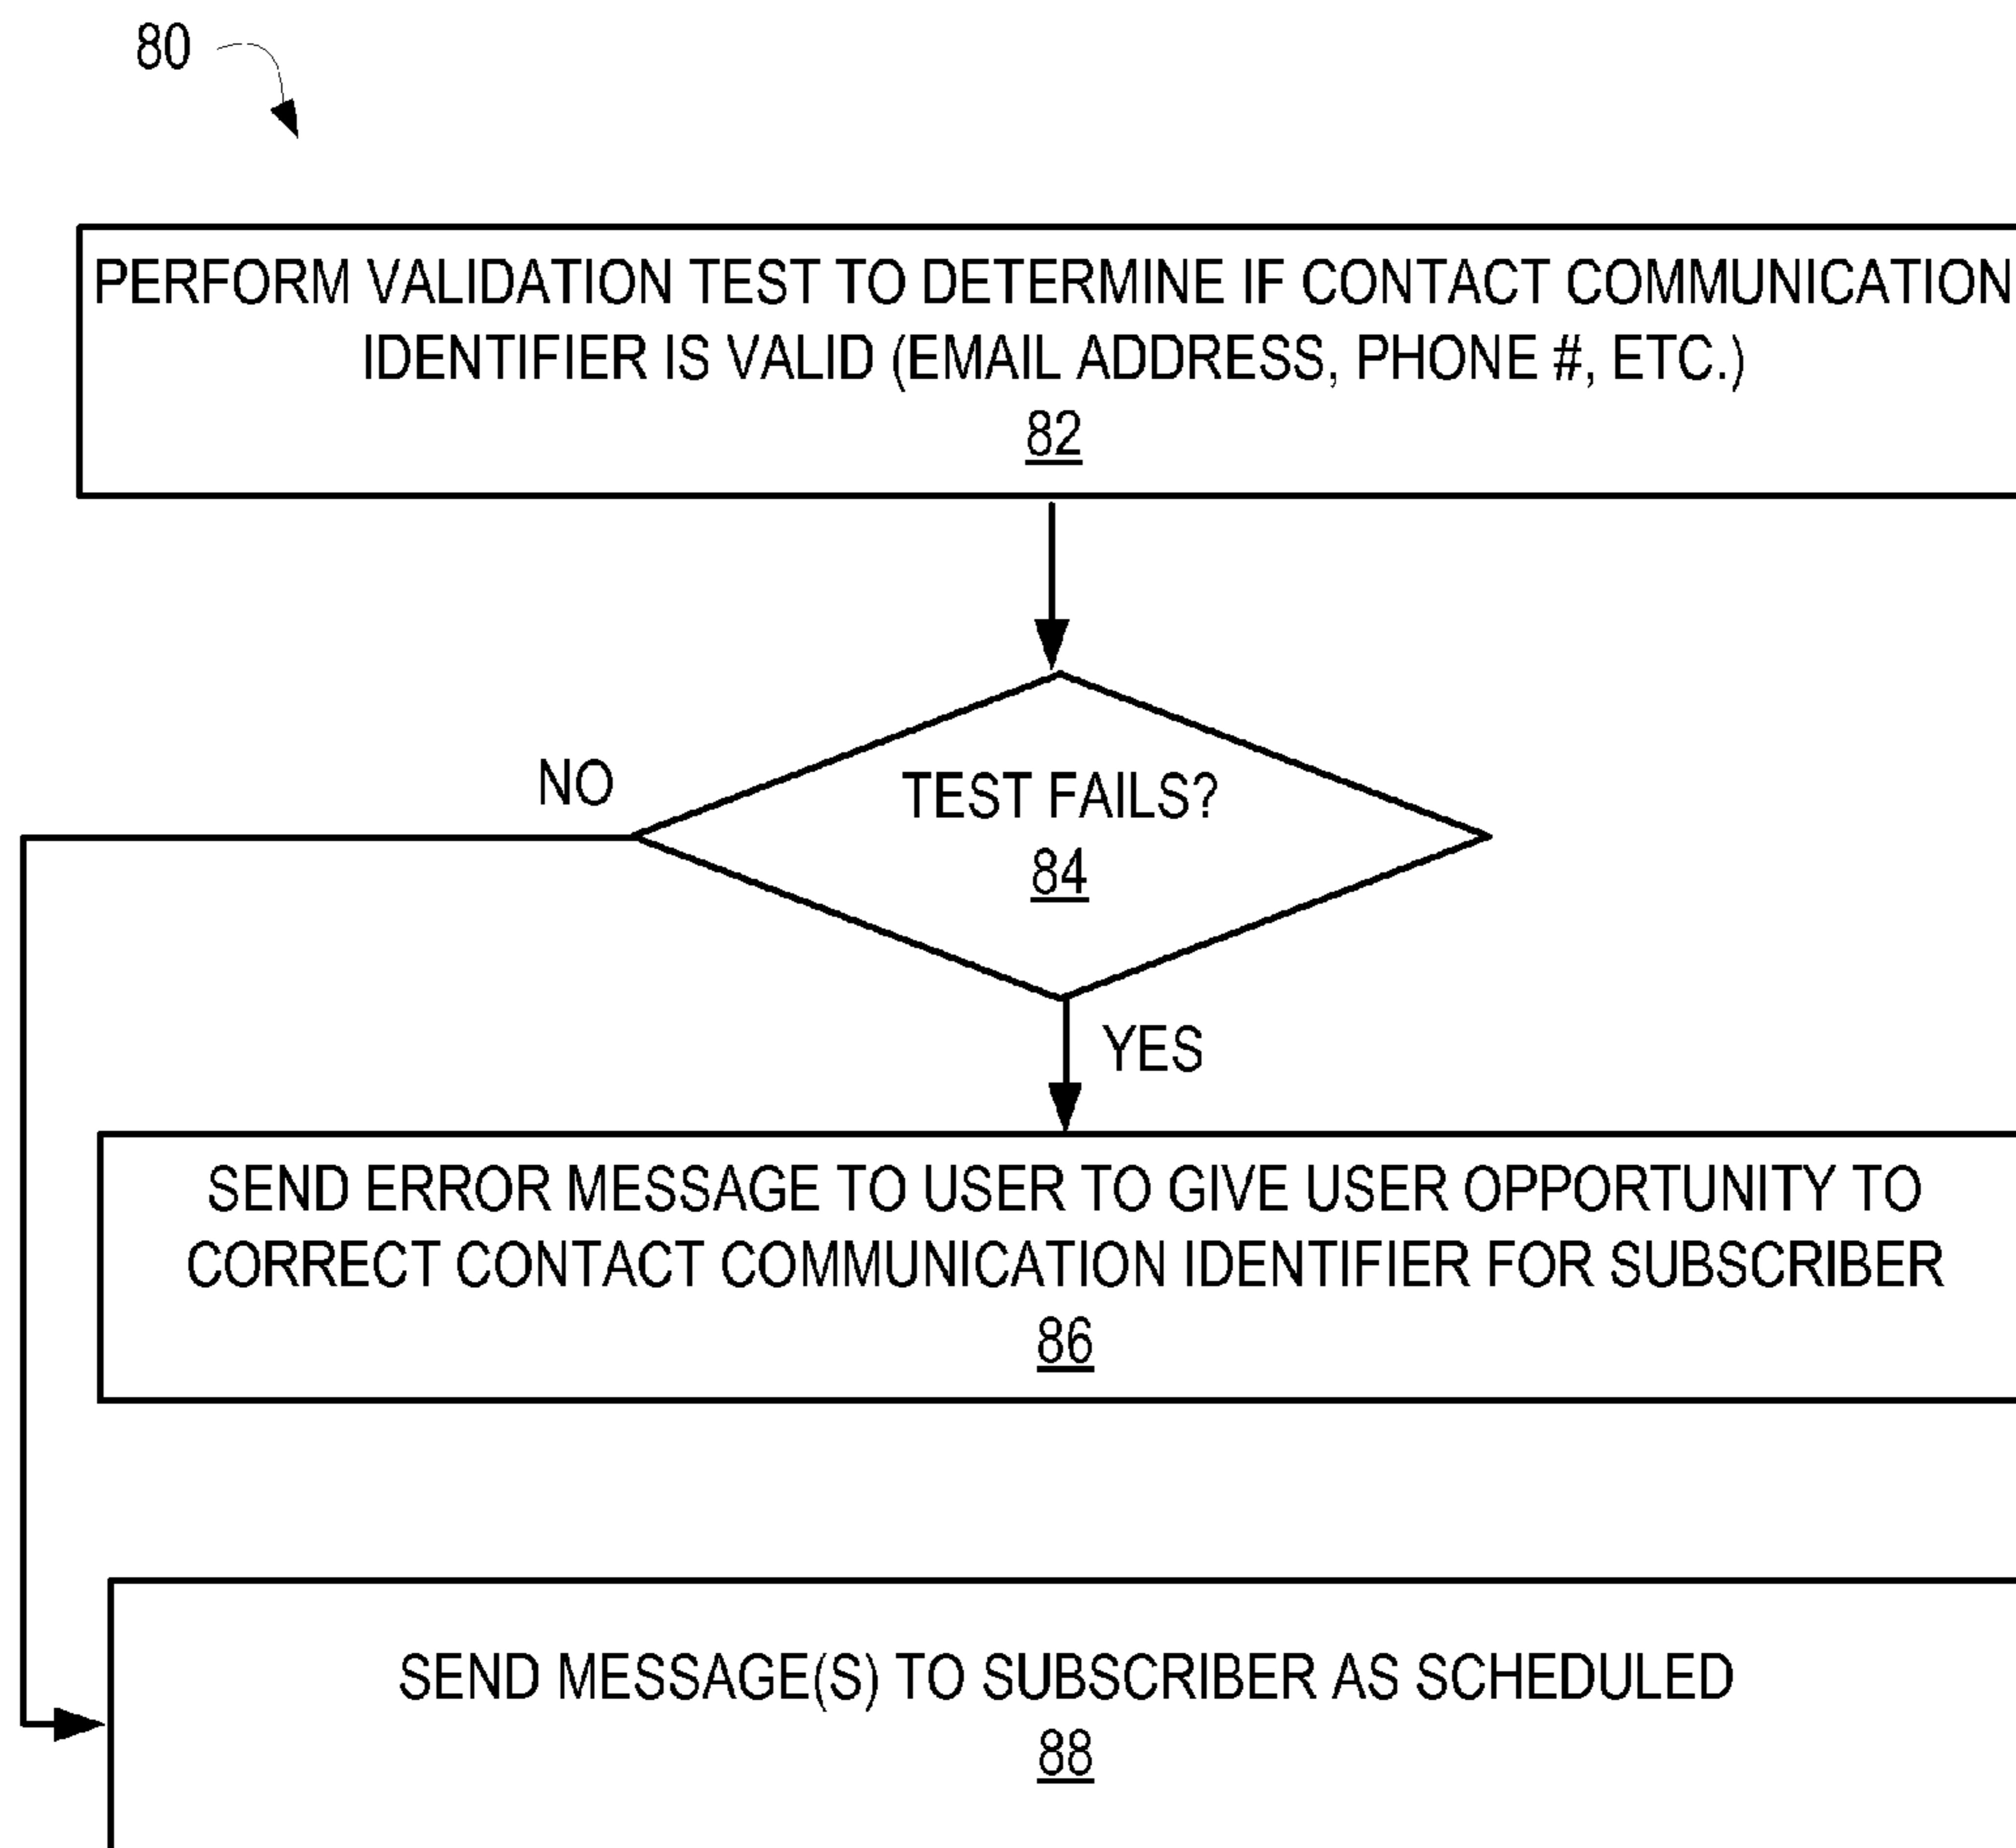 80
PERFORM VALIDATION TEST TO DETERMINE IF CONTACT COMMUNICATION
IDENTIFIER IS VALID (EMAIL ADDRESS, PHONE #, ETC.)
82
TEST FAILS?
84
NO
YES
SEND ERROR MESSAGE TO USER TO GIVE USER OPPORTUNITY TO
CORRECT CONTACT COMMUNICATION IDENTIFIER FOR SUBSCRIBER
86
SEND MESSAGE(S) TO SUBSCRIBER AS SCHEDULED
88